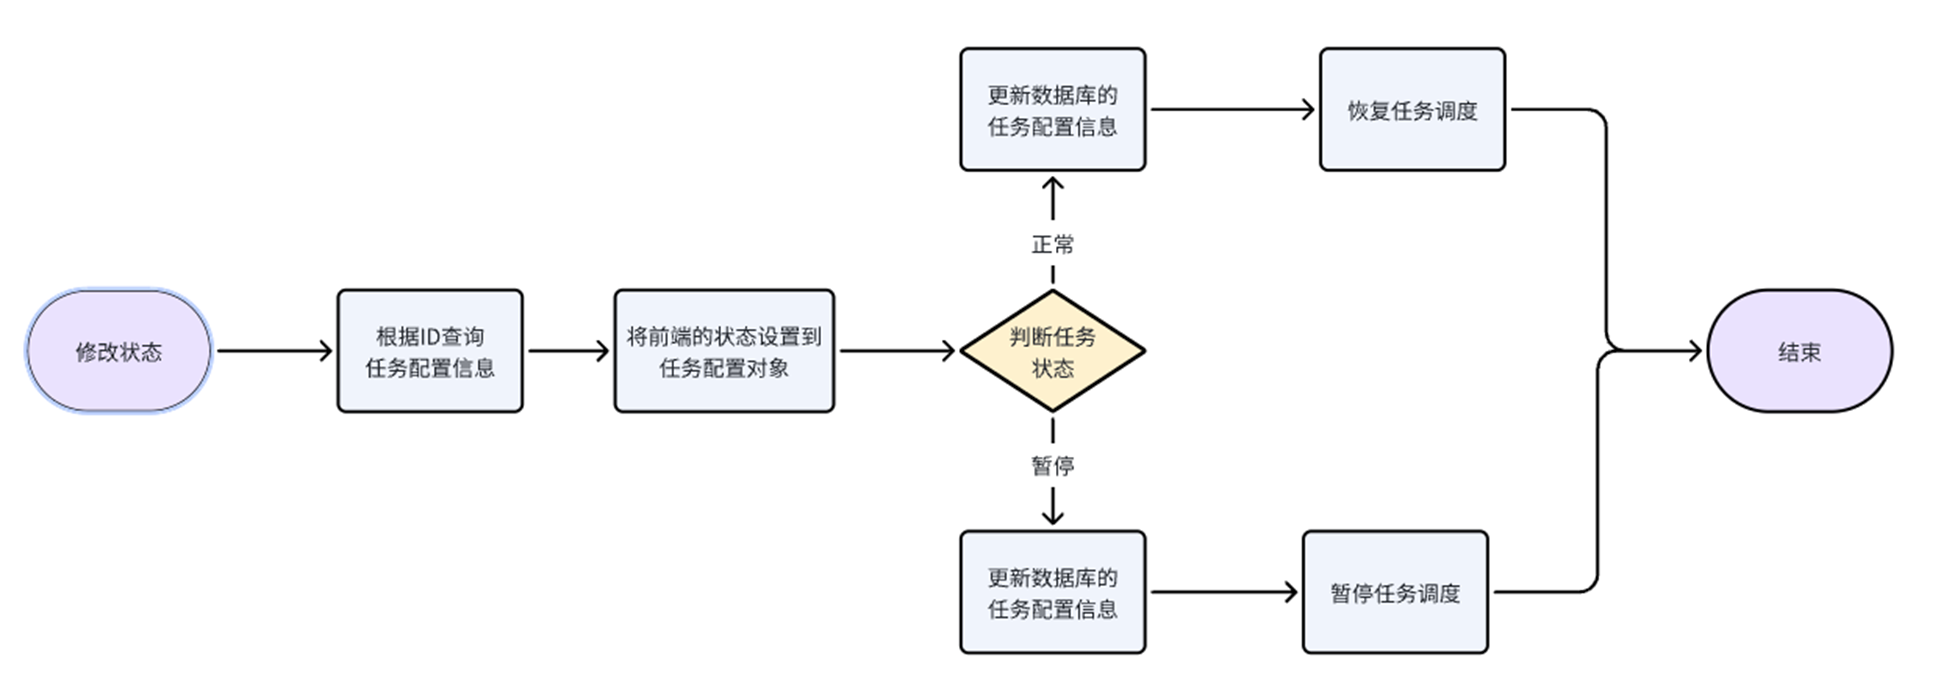 修改状态
根据ID查询
任务配置信息
将前端的状态设置到
任务配置对象
判断任务
状态
正常
更新数据库的
任务配置信息
恢复任务调度
暂停
更新数据库的
任务配置信息
暂停任务调度
结束